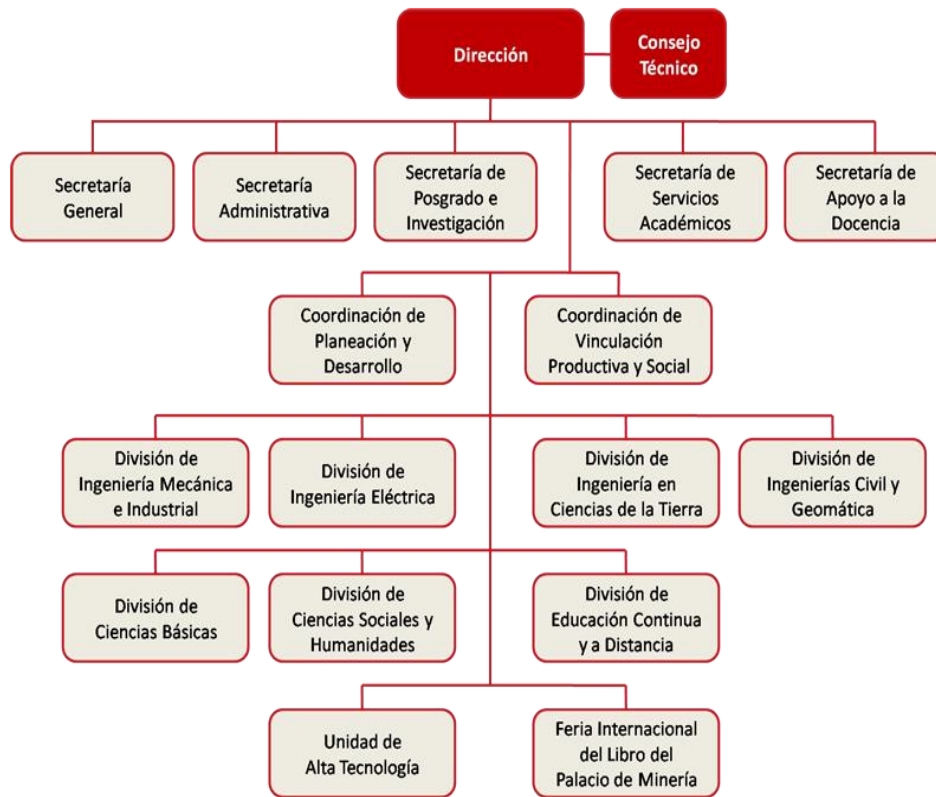 Dirección
Consejo
Técnico
Secretaría
General
Secretaría
Administrativa
Secretaría de
Posgrado e
Investigación
Secretaría de
Servicios
Académicos
Secretaría de
Apoyo a la
Docencia
Coordinación de
Planeación y
Desarrollo
Coordinación de
Vinculación
Productiva y Social
División de
Ingeniería Mecánica
e Industrial
División de
Ingeniería Eléctrica
División de
Ingeniería en
Ciencias de la Tierra
División de
Ingenierías Civil y
Geomática
División de
Ciencias Básicas
División de
Ciencias Sociales y
Humanidades
División de
Educación Continua
y a Distancia
Unidad de
Alta Tecnología
Feria Internacional
del Libro del
Palacio de Minería